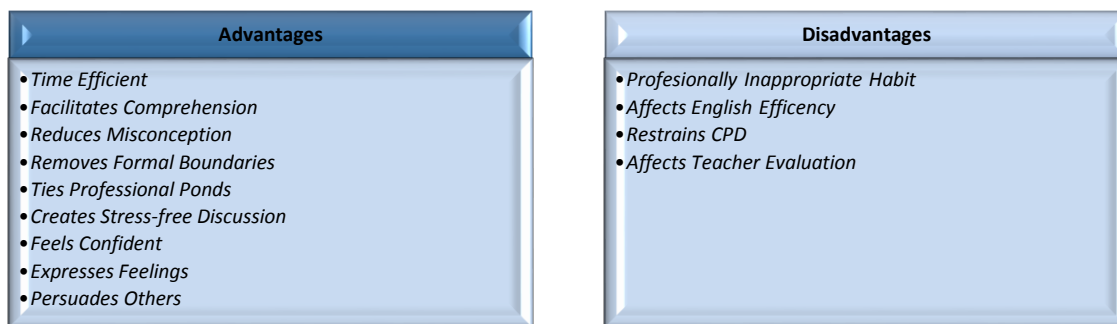 Advantages
•Time Efficient
•Facilitates Comprehension
•Reduces Misconception
•Removes Formal Boundaries
•Ties Professional Ponds
•Creates Stress-free Discussion
•Feels Confident
•Expresses Feelings
•Persuades Others
Disadvantages
•Profesionally Inappropriate Habit
•Affects English Efficency
•Restrains CPD
•Affects Teacher Evaluation